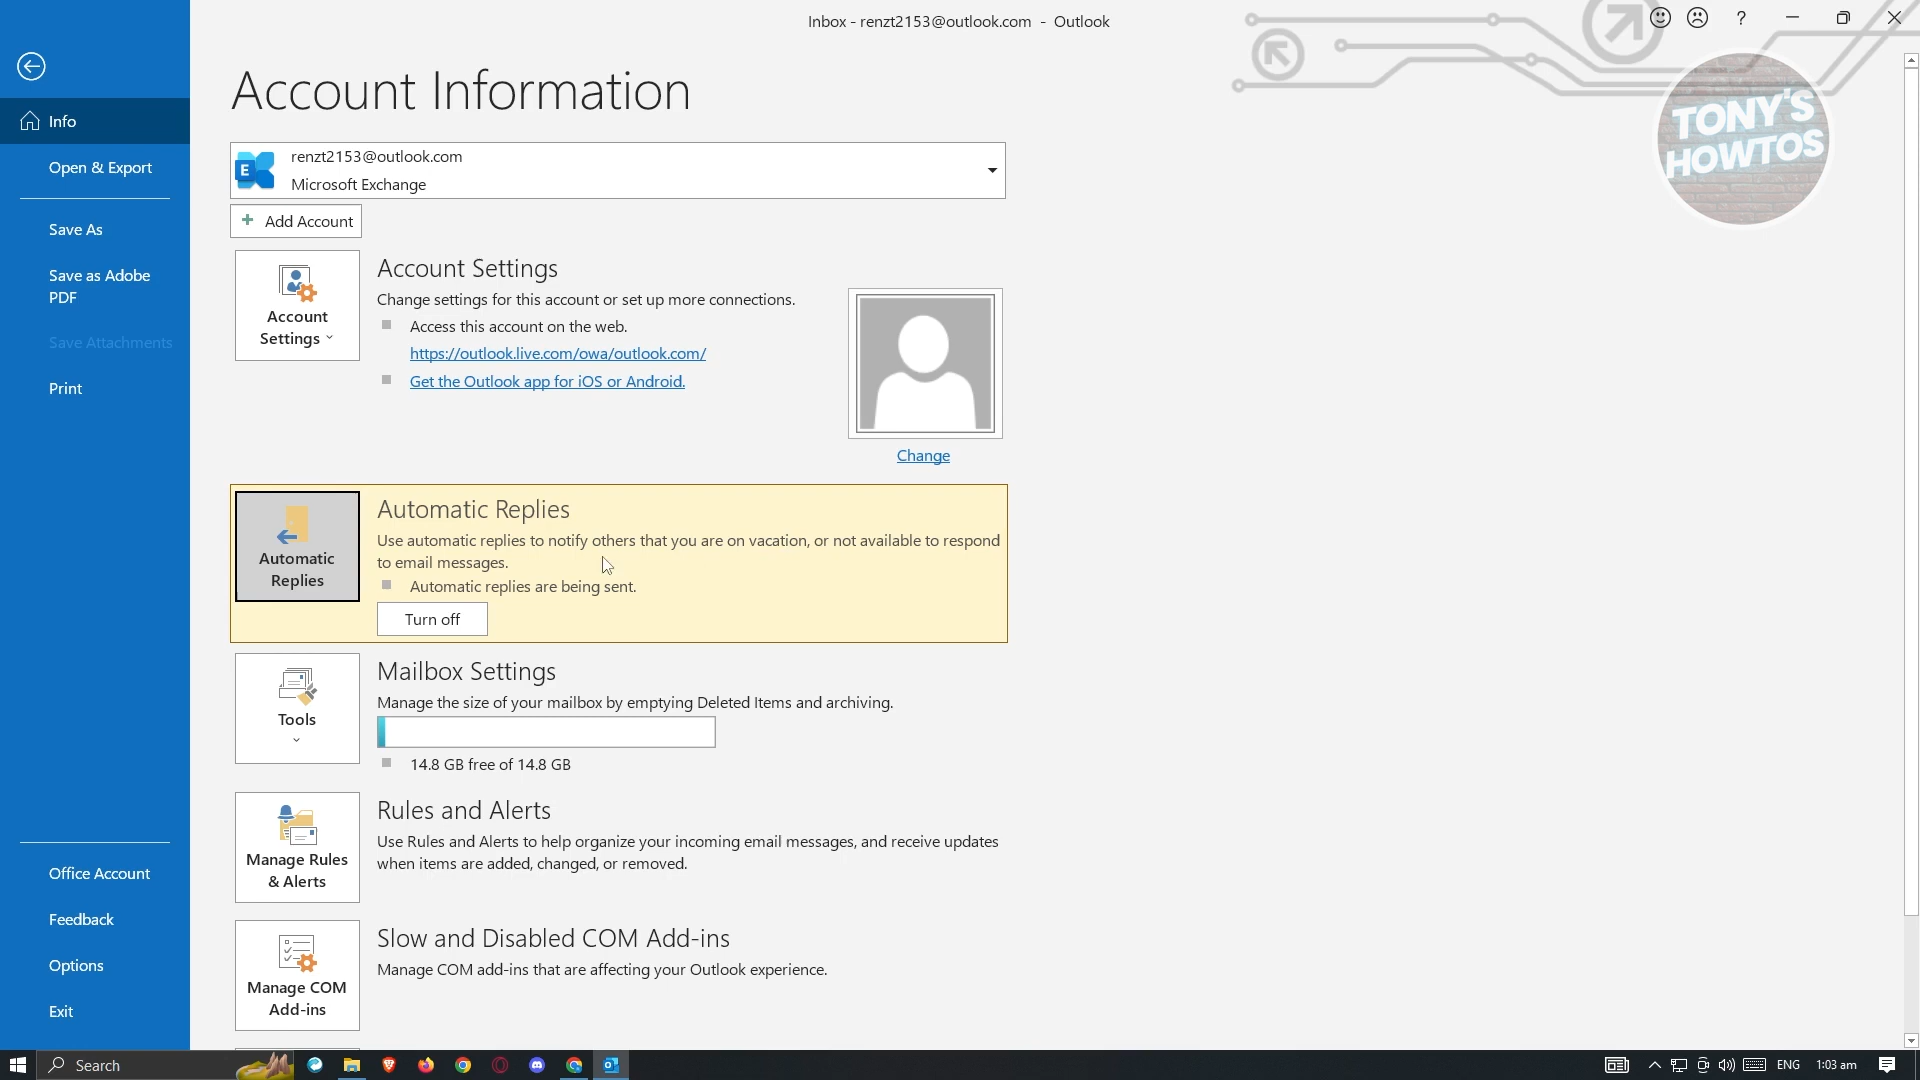 Inbox - renzt2153@outlook.com - Outlook
?
Account Information
TONY'S
HOWTOS
Info
Open & Export
Save As
Save as Adobe
PDF
Save Attachments
Print
Office Account
Feedback
Options
Exit
E
renzt2153@outlook.com
Microsoft Exchange
+ Add Account
Account
Settings
Account Settings
Change settings for this account or set up more connections.
Access this account on the web.
https://outlook.live.com/owa/outlook.com/
Get the Outlook app for iOS or Android.
Change
Automatic
Replies
Automatic Replies
Use automatic replies to notify others that you are on vacation, or not available to respond
to email messages.
Automatic replies are being sent.
Turn off
Tools
Mailbox Settings
Manage the size of your mailbox by emptying Deleted Items and archiving.
14.8 GB free of 14.8 GB
Manage Rules
& Alerts
Rules and Alerts
Use Rules and Alerts to help organize your incoming email messages, and receive updates
when items are added, changed, or removed.
Manage COM
Add-ins
Slow and Disabled COM Add-ins
Manage COM add-ins that are affecting your Outlook experience.
Search
ENG
1:03 am